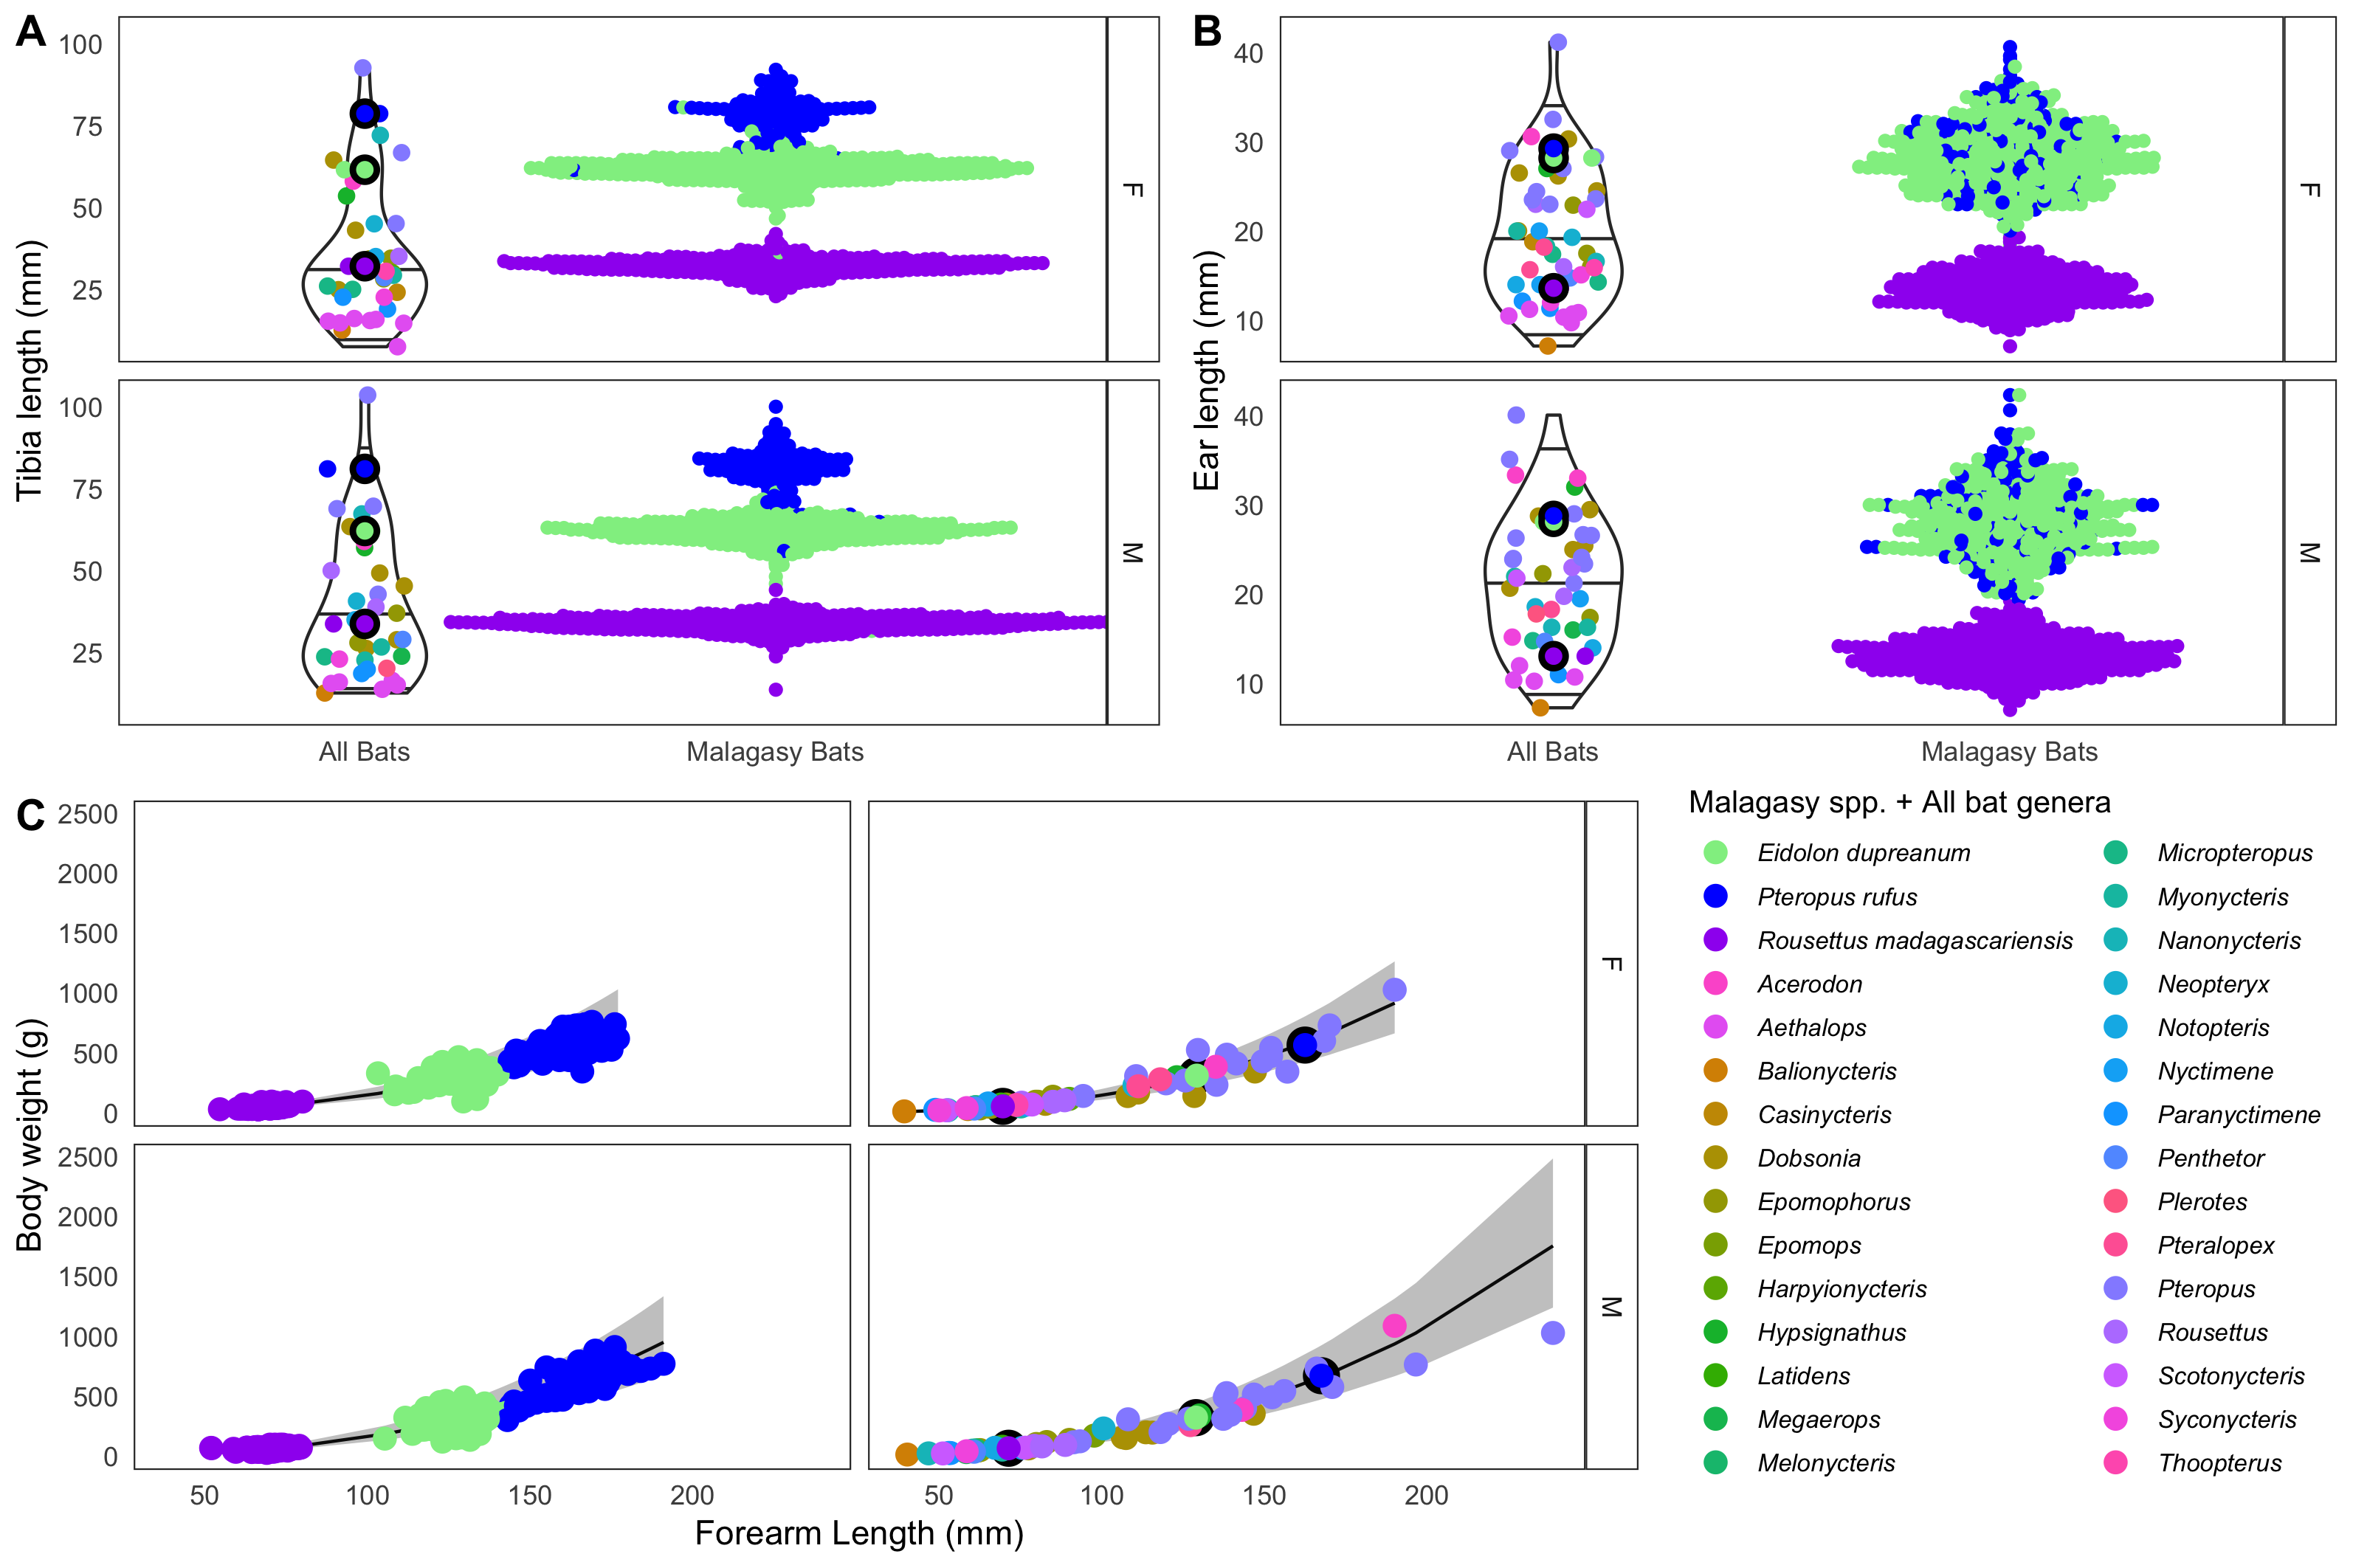 A
Tibia length (mm)
100
75
50
25
F
100
75
50
25
M
All Bats
Malagasy Bats
B
Ear length (mm)
40
30
20
10
F
40
30
20
10
M
All Bats
Malagasy Bats
C
Body weight (g)
2500
2000
1500
1000
500
0
F
2500
2000
1500
1000
500
0
M
50
100
150
200
50
100
150
200
Forearm Length (mm)
Malagasy spp. + All bat genera
Eidolon dupreanum
Pteropus rufus
Rousettus madagascariensis
Acerodon
Aethalops
Balionycteris
Casinycteris
Dobsonia
Epomophorus
Epomops
Harpyionycteris
Hypsignathus
Latidens
Megaerops
Melonycteris
Micropteropus
Myonycteris
Nanonycteris
Neopteryx
Notopteris
Nyctimene
Paranyctimene
Penthetor
Plerotes
Pteralopex
Pteropus
Rousettus
Scotonycteris
Syconycteris
Thoopterus